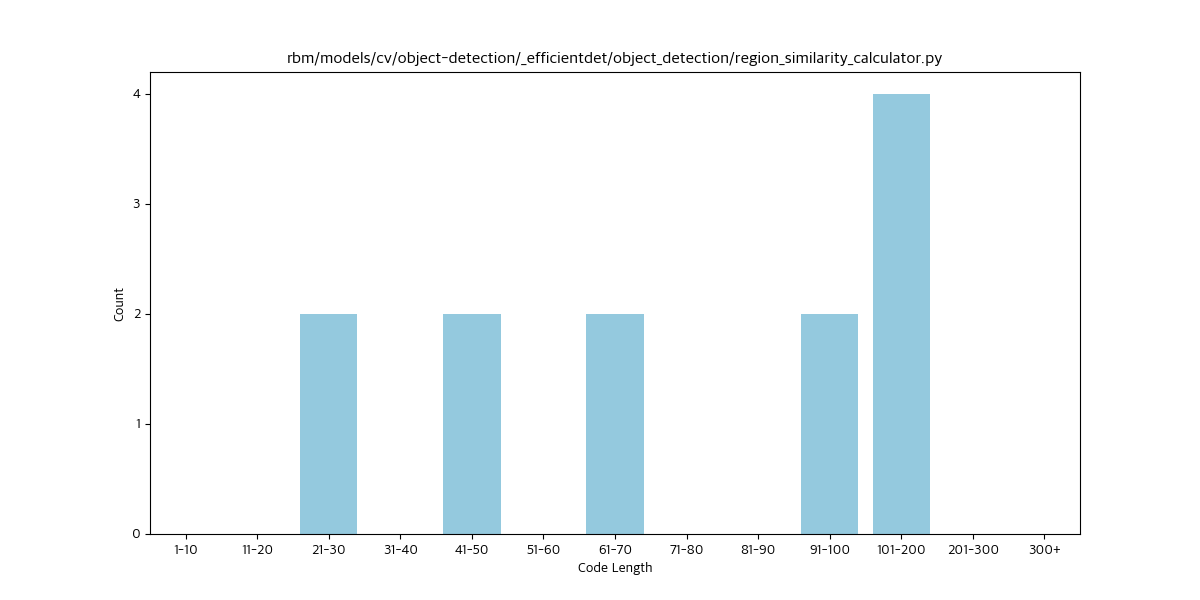 rbm/models/cv/object-detection/_efficientdet/object_detection/region_similarity_calculator.py
4
3
2
1
0
Count
1-10 11-20 21-30 31-40 41-50 51-60 61-70 71-80 81-90 91-100 101-200 201-300 300+
Code Length